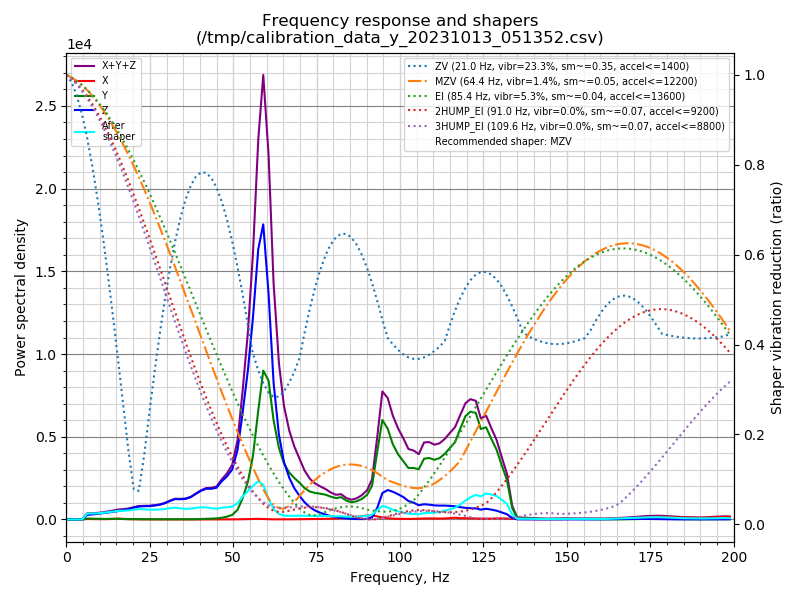 Frequency response and shapers
(/tmp/calibration_data_y_20231013_051352.csv)
1e4
X+Y+Z
X
Y
Z
After
shaper
ZV (21.0 Hz, vibr=23.3%, sm~=0.35, accel<=1400)
MZV (64.4 Hz, vibr=1.4%, sm~=0.05, accel<=12200)
EI (85.4 Hz, vibr=5.3%, sm~=0.04, accel<=13600)
2HUMP_EI (91.0 Hz, vibr=0.0%, sm~=0.07, accel<=9200)
3HUMP_EI (109.6 Hz, vibr=0.0%, sm~=0.07, accel<=8800)
Recommended shaper: MZV
Power spectral density
2.5
2.0
1.5
1.0
0.5
0.0
Shaper vibration reduction (ratio)
1.0
0.8
0.6
0.4
0.2
0.0
0 25 50 75 100 125 150 175 200
Frequency, Hz